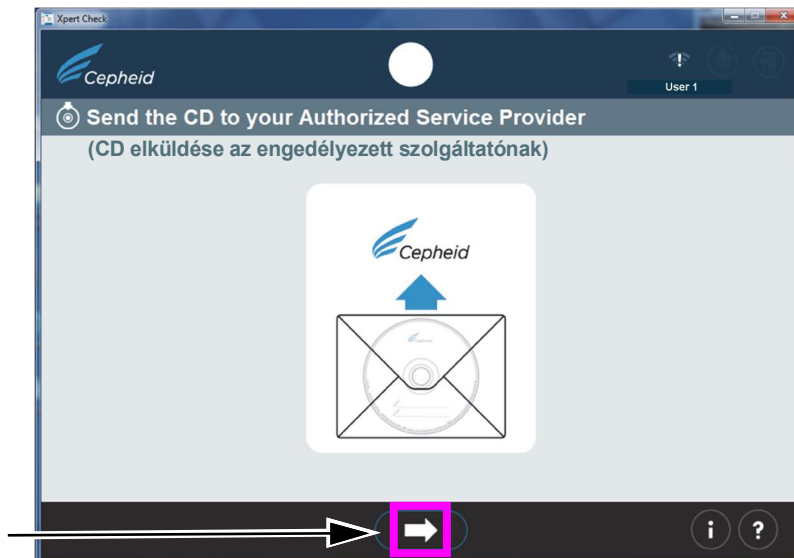 Xpert Check
Cepheid
User 1
Send the CD to your Authorized Service Provider
(CD elküldése az engedélyezett szolgáltatónak)
Cepheid
Cepheid
i ?